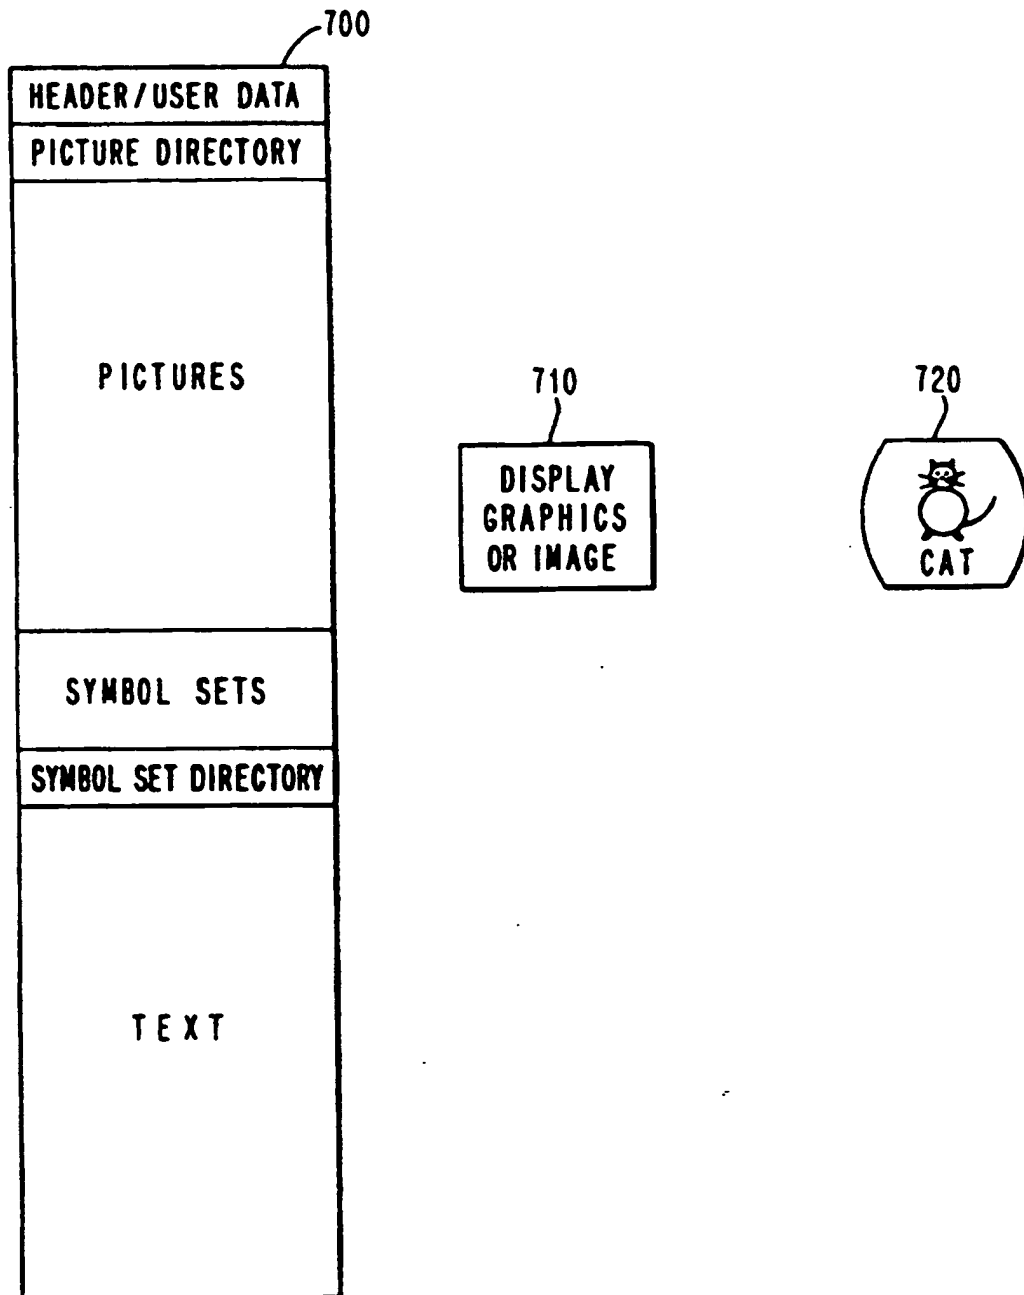 700
HEADER/USER DATA
PICTURE DIRECTORY
PICTURES
SYMBOL SETS
SYMBOL SET DIRECTORY
TEXT
710
DISPLAY
GRAPHICS
OR IMAGE
720
CAT